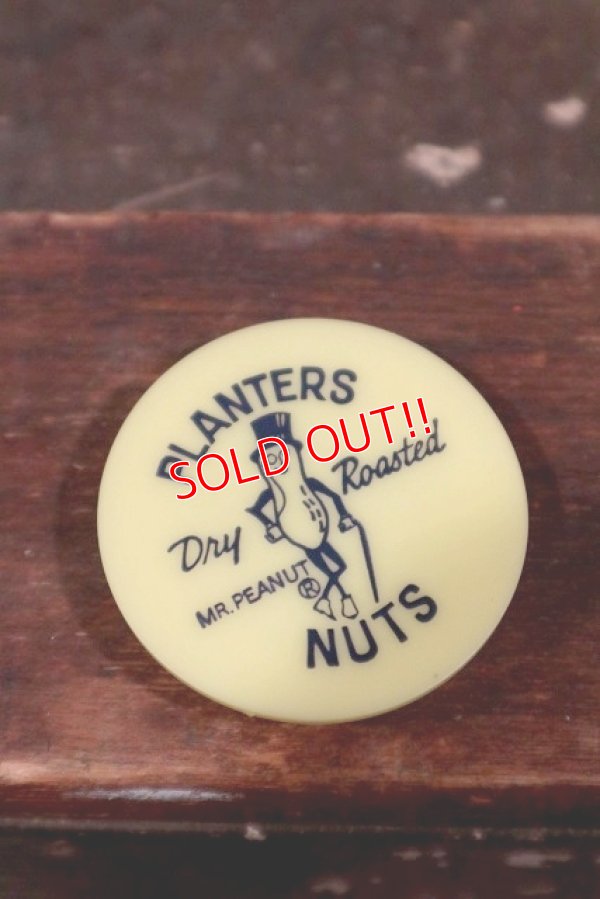 PLANTERS
SOLD OUT!!
Dry Roasted
MR. PEANUT ®
NUTS